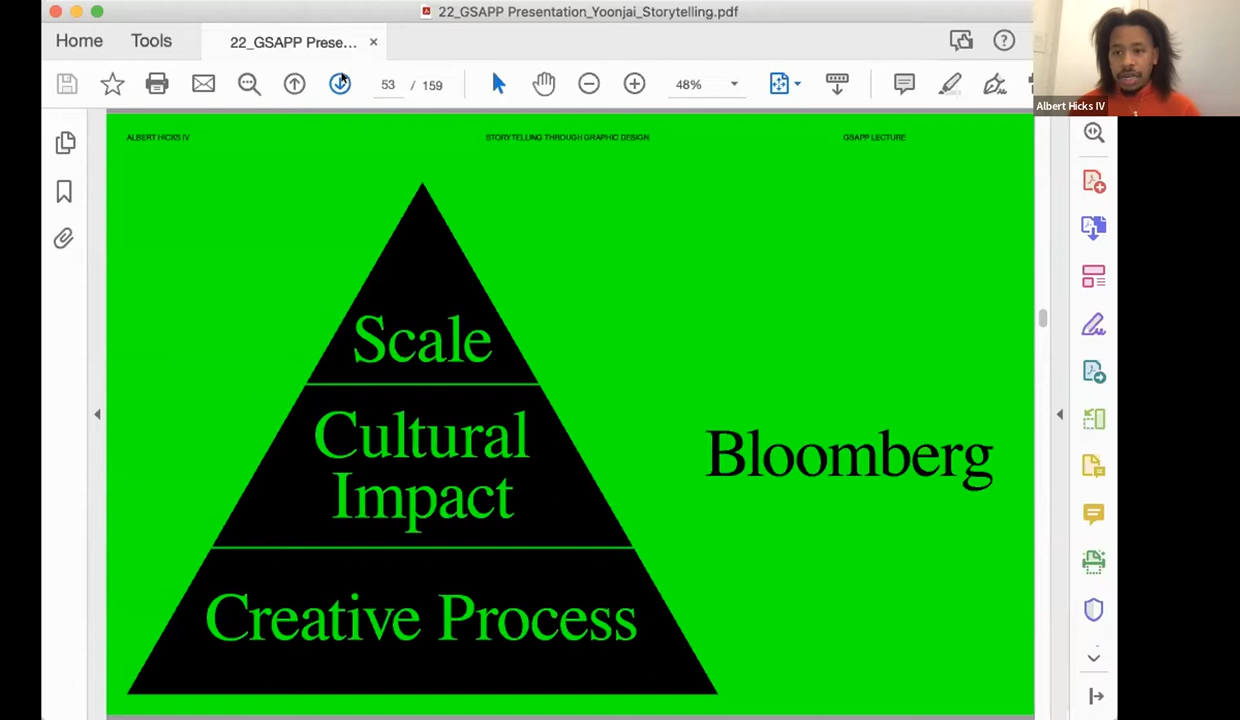 22_GSAPP Presentation_Yoonjai_Storytelling.pdf
Home
Tools
22_GSAPP Prese...
53 / 159
48%
Albert Hicks IV
ALBERT HICKS IV
STORYTELLING THROUGH GRAPHIC DESIGN
GSAPP LECTURE
Scale
Cultural
Impact
Creative Process
Bloomberg